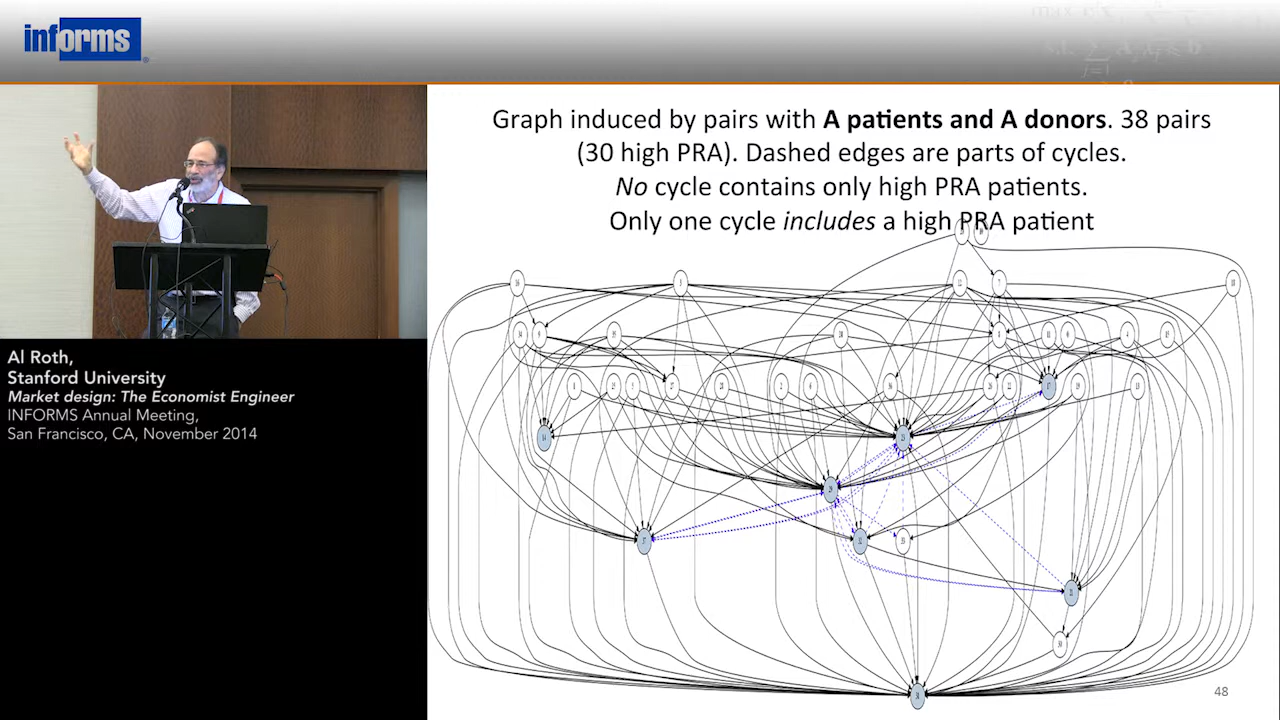 informs
Graph induced by pairs with A patients and A donors. 38 pairs
(30 high PRA). Dashed edges are parts of cycles.
No cycle contains only high PRA patients.
Only one cycle includes a high PRA patient
Al Roth,
Stanford University
Market design: The Economist Engineer
INFORMS Annual Meeting,
San Francisco, CA, November 2014
48